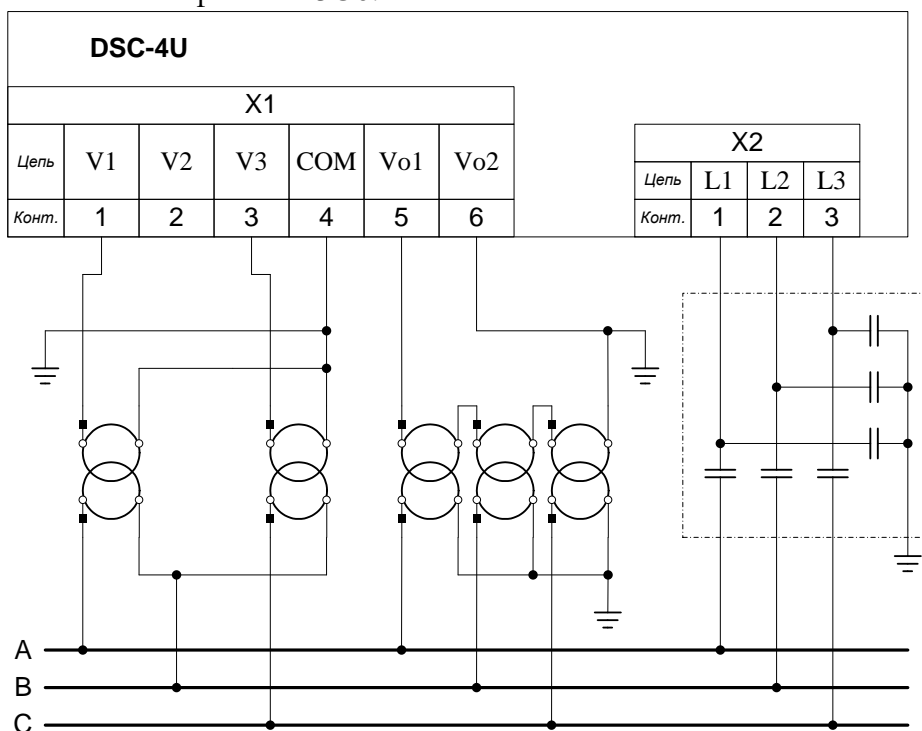 DSC-4U
X1
Цепь V1 V2 V3 COM Vo1 Vo2
Конт. 1 2 3 4 5 6
X2
Цепь L1 L2 L3
Конт. 1 2 3
A
B
C